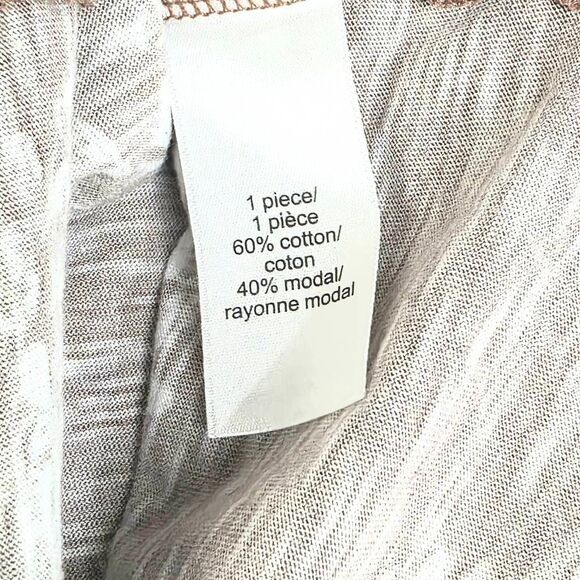 1 piece/
1 pièce
60% cotton/
coton
40% modal/
rayonne modal